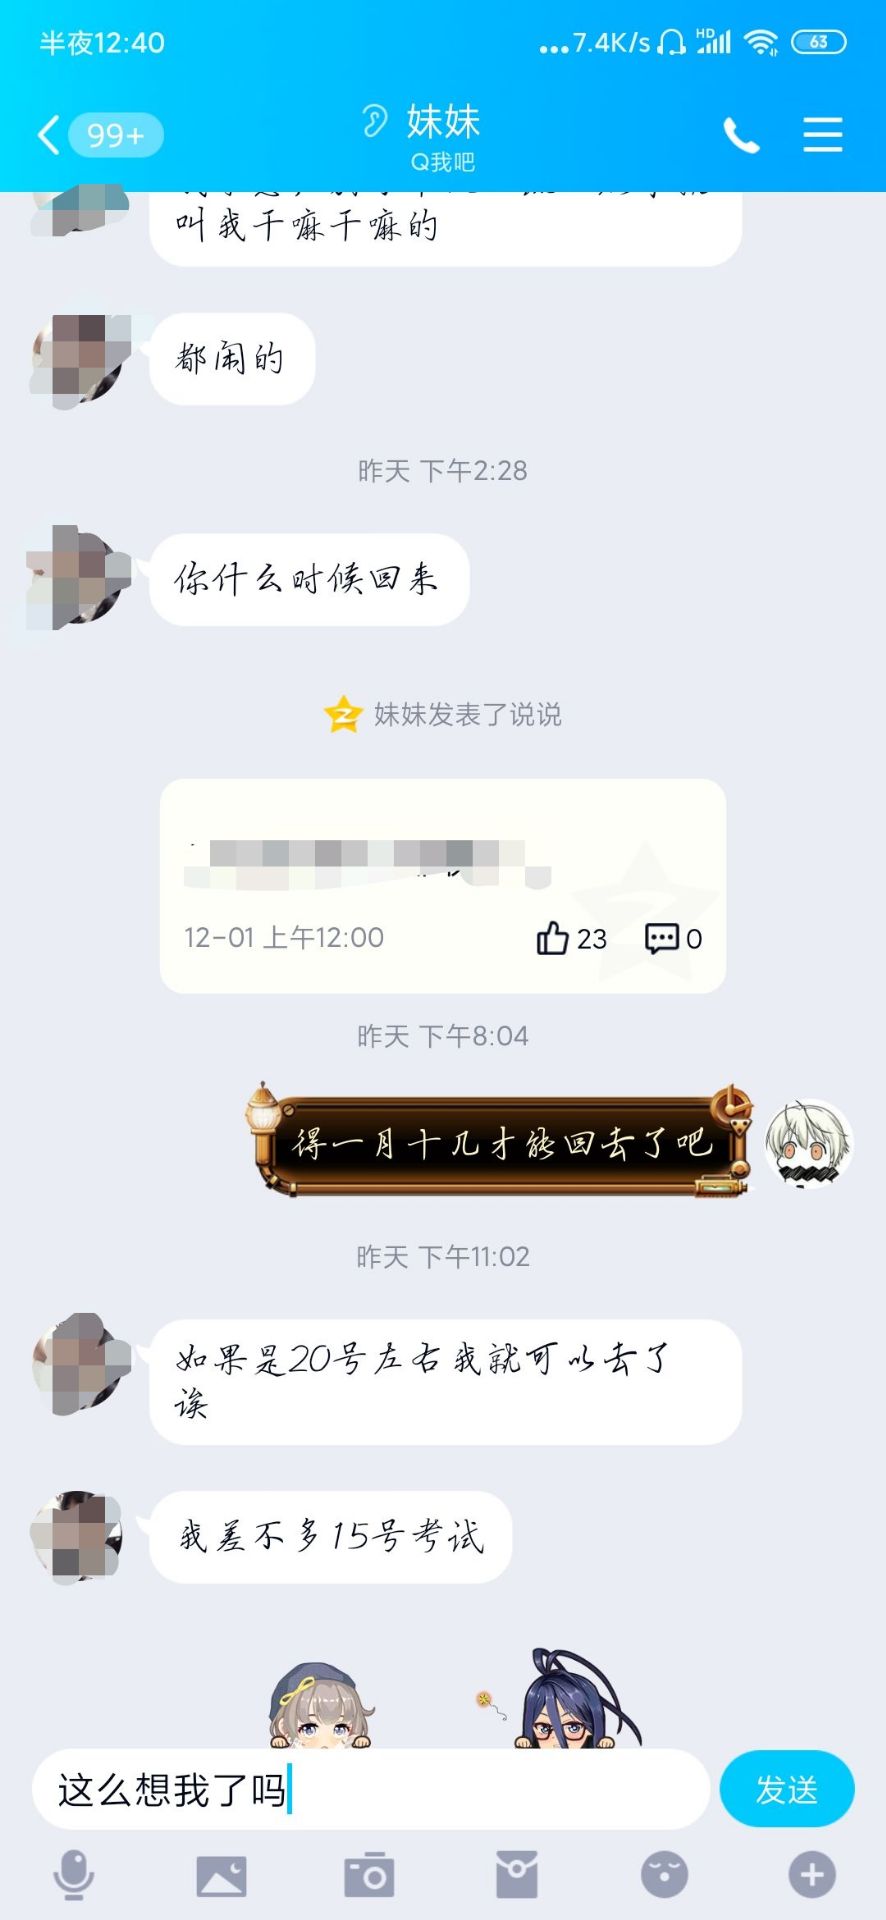 半夜12:40
...7.4K/s
HD
63
99+
妹妹
Q我吧
叫我干嘛干嘛的
都闹的
昨天 下午2:28
你什么时候回来
妹妹发表了说说
12-01 上午12:00
23
0
昨天 下午8:04
得一月十几才能回去了吧
昨天 下午11:02
如果是20号左右我就可以去了
诶
我差不多15号考试
这么想我了吗
发送